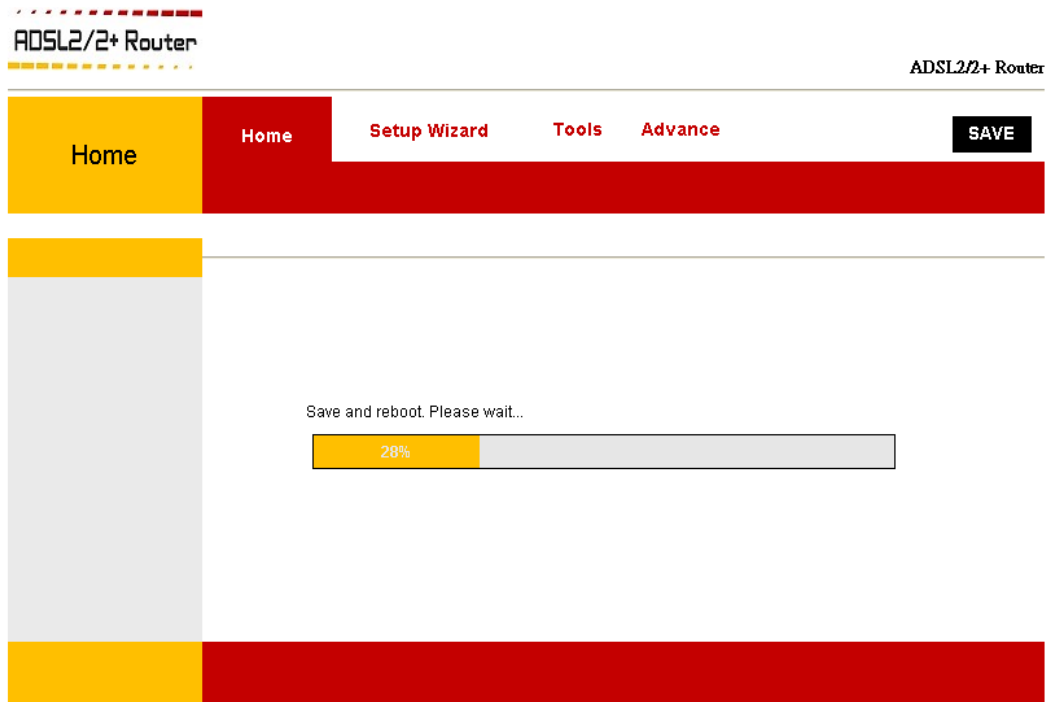 ADSL2/2+ Router
ADSL2/2+ Router
Home
Home
Setup Wizard
Tools
Advance
SAVE
Save and reboot. Please wait...
28%